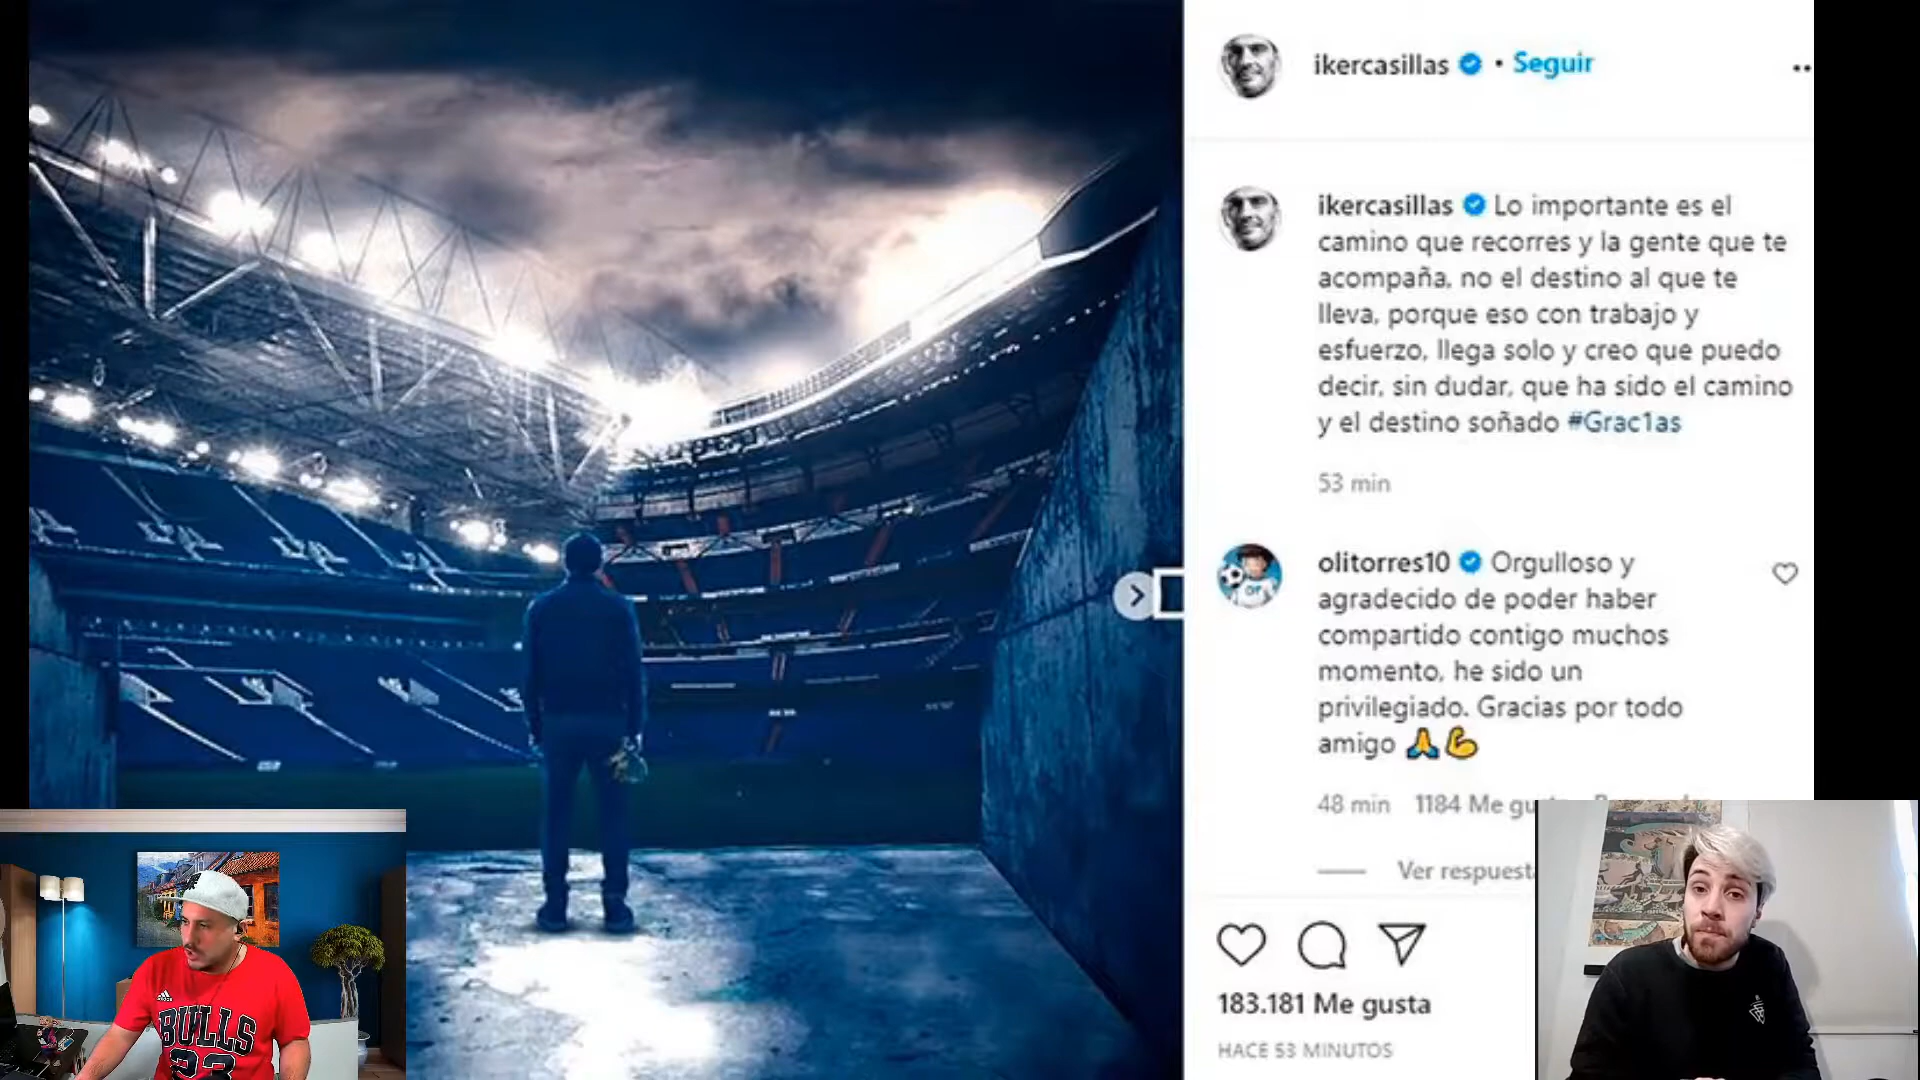 ikercasillas • Seguir
ikercasillas Lo importante es el
camino que recorres y la gente que te
acompaña, no el destino al que te
lleva, porque eso con trabajo y
esfuerzo, llega solo y creo que puedo
decir, sin dudar, que ha sido el camino
y el destino soñado #Grac1as
53 min
olitorres10 Orgulloso y
agradecido de poder haber
compartido contigo muchos
momento, he sido un
privilegiado. Gracias por todo
amigo 🙏💪
48 min 1184 Me gu
Ver respuest
183.181 Me gusta
HACE 53 MINUTOS
BULLS
23